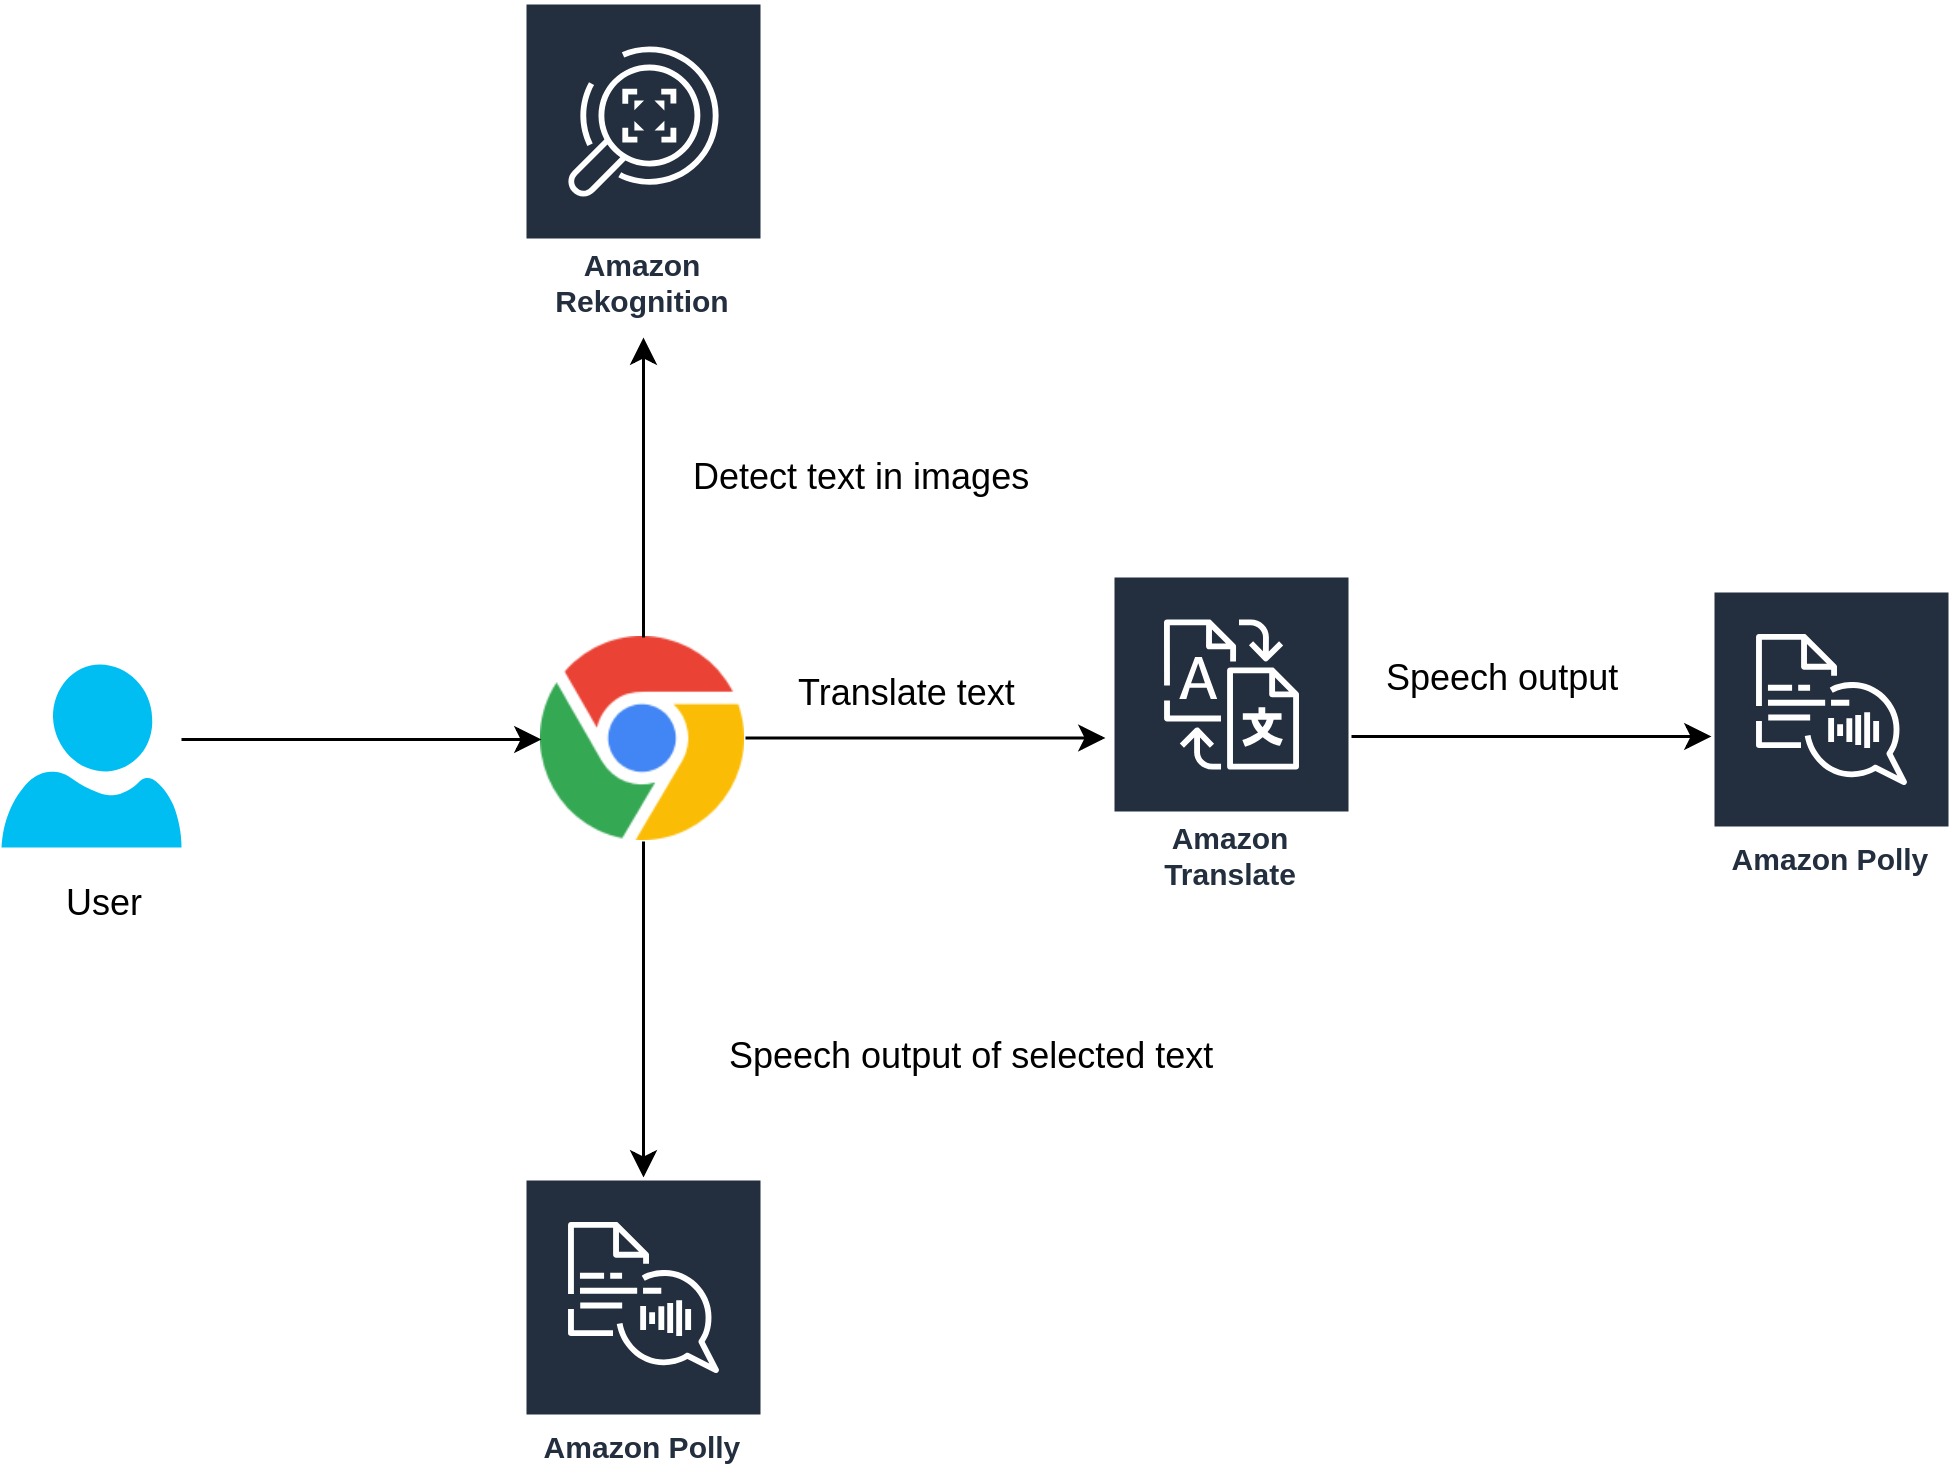 Amazon
Rekognition
Detect text in images
Translate text
Speech output
A
文
Amazon
Translate
Amazon Polly
User
Speech output of selected text
Amazon Polly